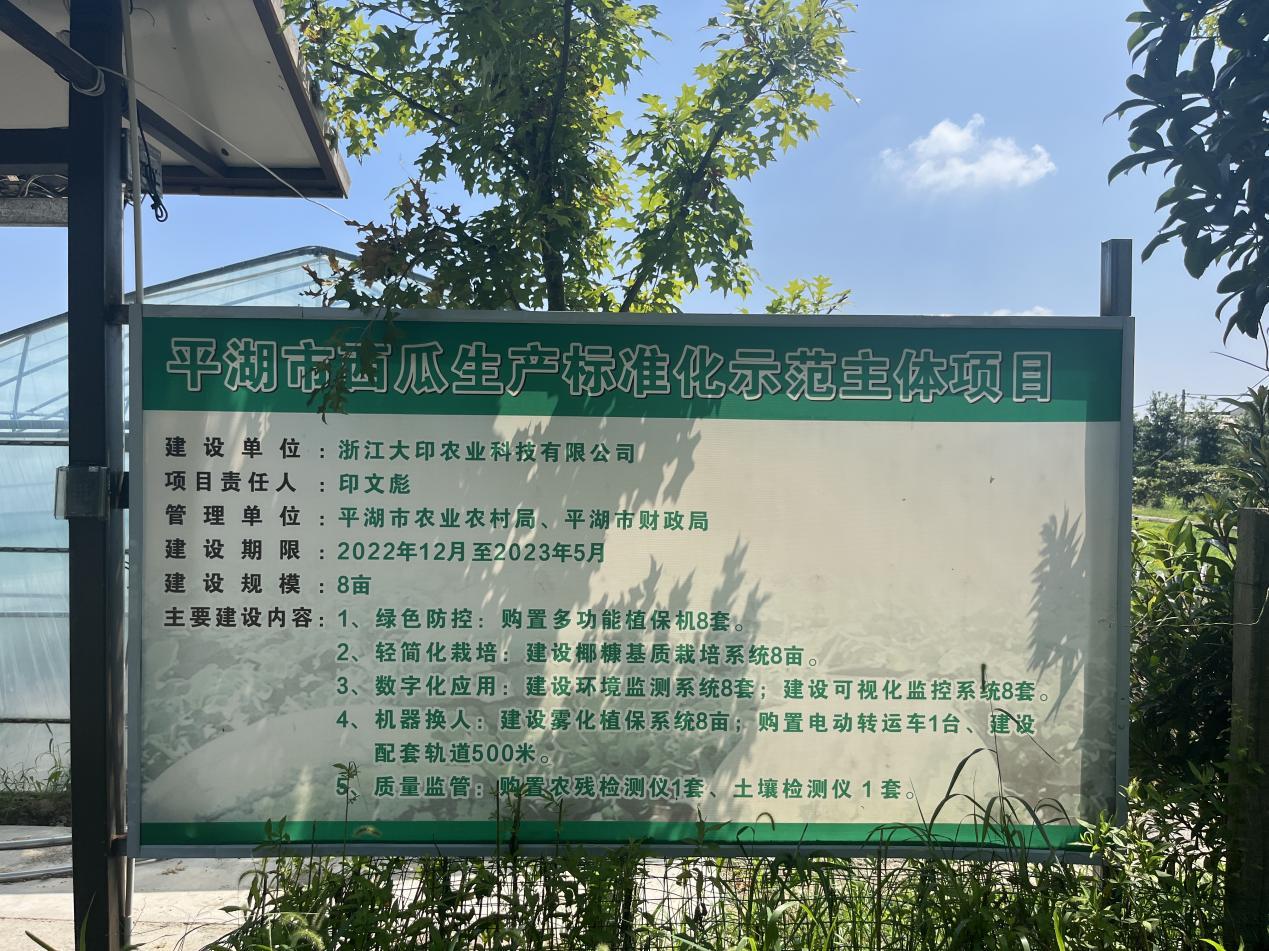 平湖市西瓜生产标准化示范主体项目
建设单位：浙江大印农业科技有限公司
项目责任人：印文彪
管理单位：平湖市农业农村局、平湖市财政局
建设期限：2022年12月至2023年5月
建设规模：8亩
主要建设内容：1、绿色防控：购置多功能植保机8套。
2、轻简化栽培：建设椰糠基质栽培系统8亩。
3、数字化应用：建设环境监测系统8套；建设可视化监控系统8套。
4、机器换人：建设雾化植保系统8亩；购置电动转运车1台、建设
配套轨道500米。
5、质量监管：购置农残检测仪1套、土壤检测仪 1 套。